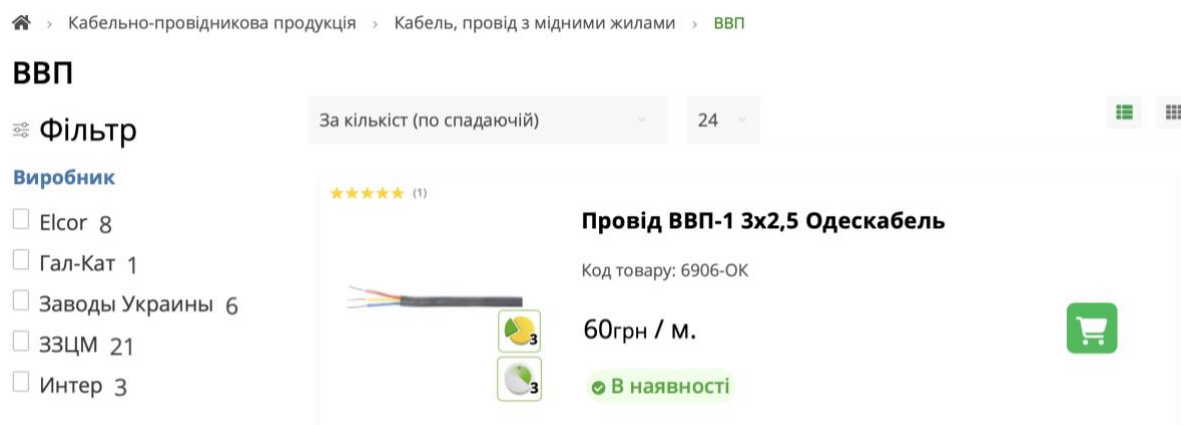 Кабельно-провідникова продукція › Кабель, провід з мідними жилами › ВВП
ВВП
Фільтр
За кількіст (по спадаючій) 24
Виробник
Elcor 8
Гал-Кат 1
Заводы Украины 6
ЗЗЦМ 21
Интер 3
(1)
Провід ВВП-1 3х2,5 Одескабель
Код товару: 6906-ОК
60грн / м.
3
3
В наявності